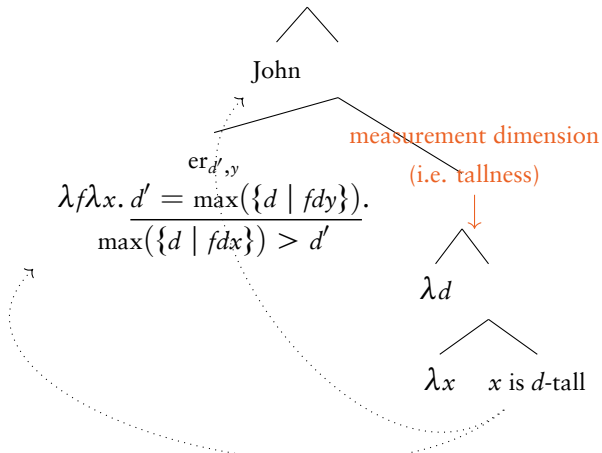 John
measurement dimension
(i.e. tallness)
er_{d′,y}
λfλx. d′ = max({d | fdy}).
max({d | fdx}) > d′
λd
λx x is d-tall